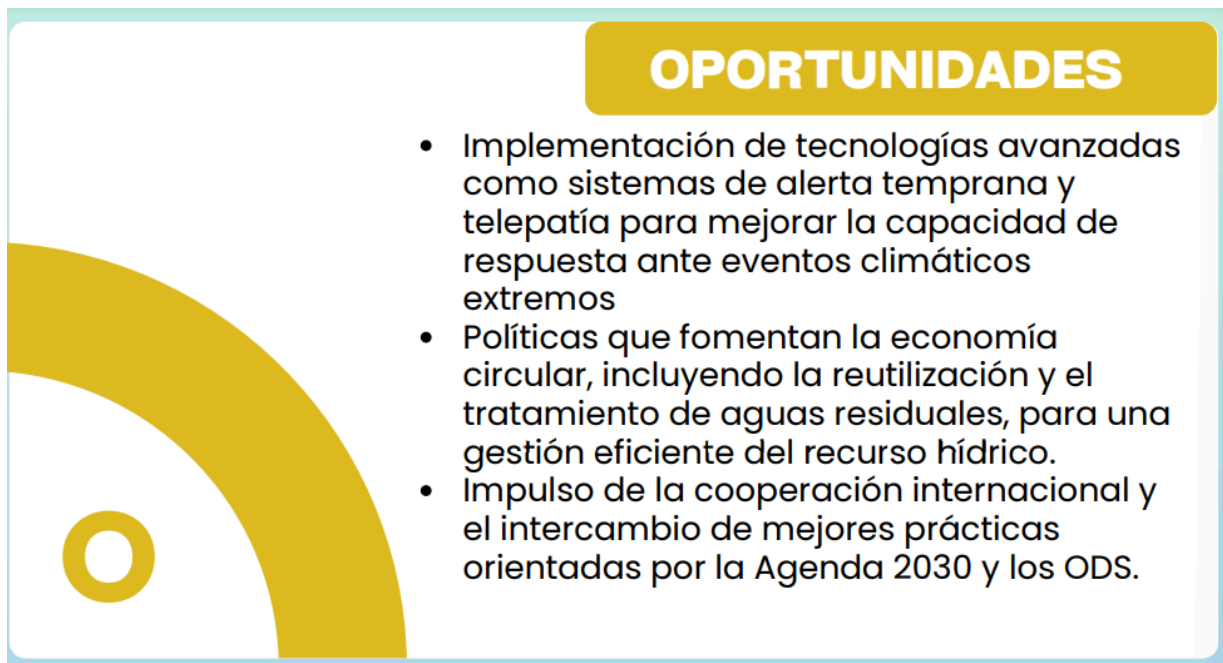 OPORTUNIDADES
• Implementación de tecnologías avanzadas
como sistemas de alerta temprana y
telepatía para mejorar la capacidad de
respuesta ante eventos climáticos
extremos
• Políticas que fomentan la economía
circular, incluyendo la reutilización y el
tratamiento de aguas residuales, para una
gestión eficiente del recurso hídrico.
• Impulso de la cooperación internacional y
el intercambio de mejores prácticas
orientadas por la Agenda 2030 y los ODS.
O